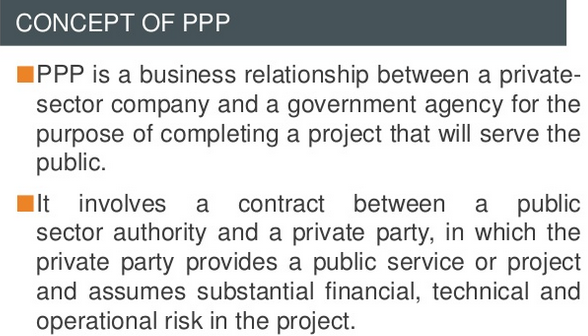 CONCEPT OF PPP
PPP is a business relationship between a private-
sector company and a government agency for the
purpose of completing a project that will serve the
public.
It involves a contract between a public
sector authority and a private party, in which the
private party provides a public service or project
and assumes substantial financial, technical and
operational risk in the project.